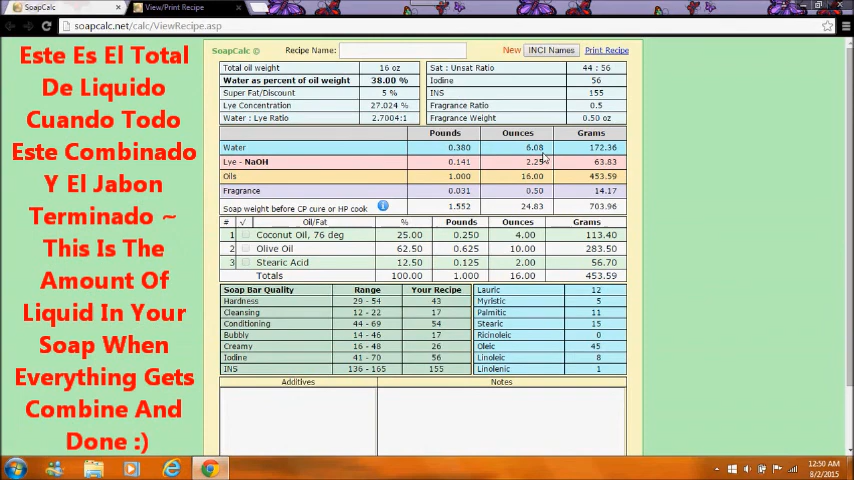 SoapCalc
View/Print Recipe
soapcalc.net/calc/ViewRecipe.asp
Este Es El Total
De Liquido
Cuando Todo
Este Combinado
Y El Jabon
Terminado ~
This Is The
Amount Of
Liquid In Your
Soap When
Everything Gets
Combine And
Done :)
SoapCalc © Recipe Name: New INCI Names Print Recipe
Total oil weight 16 oz Sat : Unsat Ratio 44 : 56
Water as percent of oil weight 38.00 % Iodine 56
Super Fat/Discount 5 % INS 155
Lye Concentration 27.024 % Fragrance Ratio 0.5
Water : Lye Ratio 2.7004:1 Fragrance Weight 0.50 oz
Pounds Ounces Grams
Water 0.380 6.08 172.36
Lye - NaOH 0.141 2.25 63.83
Oils 1.000 16.00 453.59
Fragrance 0.031 0.50 14.17
Soap weight before CP cure or HP cook 1.552 24.83 703.96
# √ Oil/Fat % Pounds Ounces Grams
1 Coconut Oil, 76 deg 25.00 0.250 4.00 113.40
2 Olive Oil 62.50 0.625 10.00 283.50
3 Stearic Acid 12.50 0.125 2.00 56.70
Totals 100.00 1.000 16.00 453.59
Soap Bar Quality Range Your Recipe Lauric 12
Hardness 29 - 54 43 Myristic 5
Cleansing 12 - 22 17 Palmitic 11
Conditioning 44 - 69 54 Stearic 15
Bubbly 14 - 46 17 Ricinoleic 0
Creamy 16 - 48 26 Oleic 45
Iodine 41 - 70 56 Linoleic 8
INS 136 - 165 155 Linolenic 1
Additives Notes
12:50 AM
8/2/2015